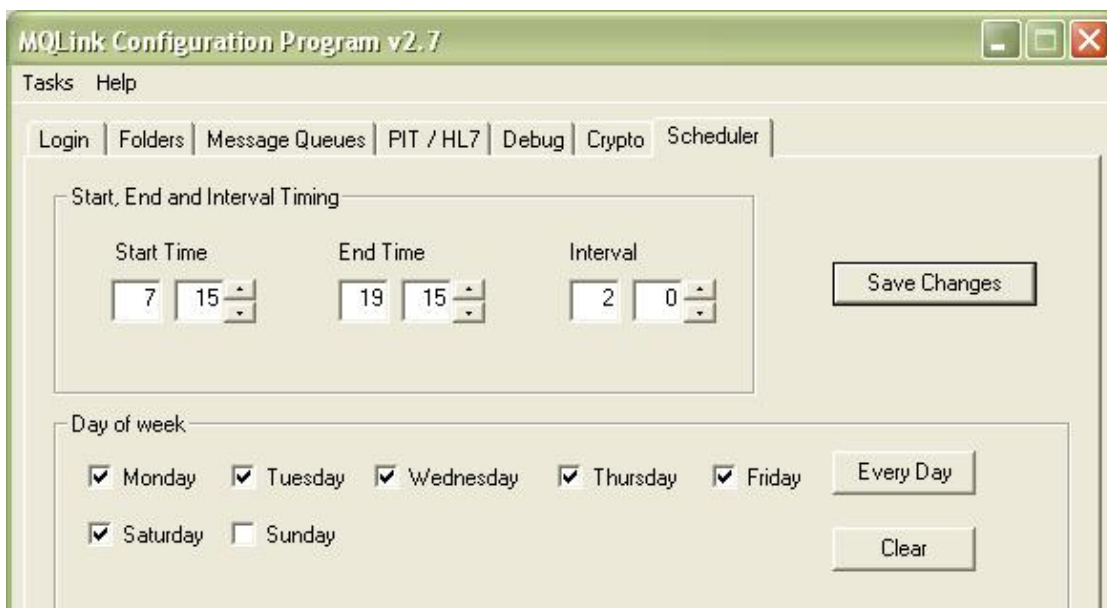 MQLink Configuration Program v2.7
Tasks Help
Login Folders Message Queues PIT / HL7 Debug Crypto Scheduler
Start, End and Interval Timing
Start Time End Time Interval
7 15 19 15 2 0 Save Changes
Day of week
Monday Tuesday Wednesday Thursday Friday Every Day
Saturday Sunday Clear